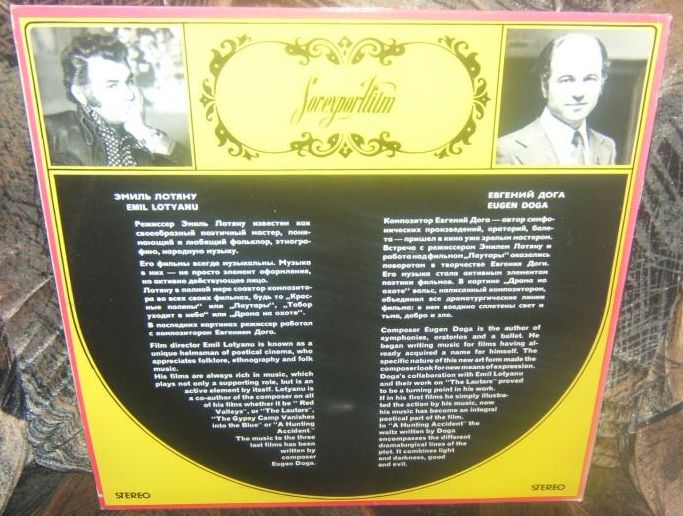 Sovexportfilm
ЭМИЛЬ ЛОТЯНУ
EMIL LOTYANU
Режиссер Эмиль Лотяну известен как
своеобразный поэтичный мастер, пони-
мающий и любящий фольклор, этногра-
фию, народную музыку.
Его фильмы всегда музыкальны. Музыка
в них — не просто элемент оформления,
но активно действующее лицо.
Лотяну в полной мере соавтор композито-
ра во всех своих фильмах, будь то „Крас-
ные поляны" или „Лаутары", „Табор
уходит в небо" или „Драма на охоте".
В последних картинах режиссер работал
с композитором Евгением Дога.
Film director Emil Lotyanu is known as a
unique helmsman of poetical cinema, who
appreciates folklore, ethnography and folk
music.
His films are always rich in music, which
plays not only a supporting role, but is an
active element by itself. Lotyanu is
a co-author of the composer on all
of his films whether it be " Red
Valleys", or "The Lautars",
"The Gypsy Camp Vanishes
into the Blue" or "A Hunting
Accident."
The music to the three
last films has been
written by
composer
Eugen Doga.
STEREO
ЕВГЕНИЙ ДОГА
EUGEN DOGA
Композитор Евгений Дога — автор симфо-
нических произведений, ораторий, бале-
та — пришел в кино уже зрелым мастером.
Встреча с режиссером Эмилем Лотяну и
работа над фильмом „Лаутары" оказались
поворотом в творчестве Евгения Доги.
Его музыка стала активным элементом
поэтики фильмов. В картине „Драма на
охоте" вальс, написанный композитором,
объединил все драматургические линии
фильма: в нем воедино сплетены свет и
тьма, добро и зло.
Composer Eugen Doga is the author of
symphonies, oratories and a ballet. He
began writing music for films having al-
ready acquired a name for himself. The
specific nature of this new art form made the
composer look for new means of expression.
Doga's collaboration with Emil Lotyanu
and their work on "The Lautars" proved
to be a turning point in his work.
If in his first films he simply illustra-
ted the action by his music, now
his music has become an integral
poetical part of the film.
In "A Hunting Accident" the
waltz written by Doga
encompasses the different
dramaturgical lines of the
plot. It combines light
and darkness, good
and evil.
STEREO